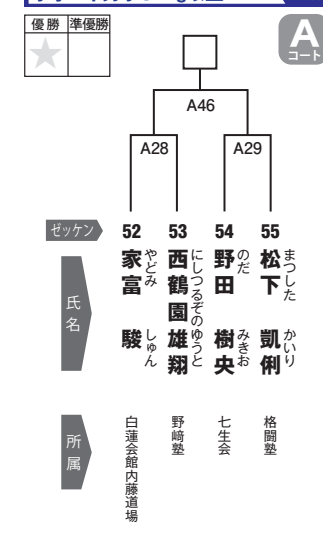 優勝 準優勝
A
コート
A46
A28
A29
ゼッケン
52 53 54 55
氏名
家富 駿
やどみ しゅん
西鶴園 雄翔
にしつるぞの ゆうと
野田 樹央
のだ みきお
松下 凱俐
まつした かいり
所属
白蓮会館内藤道場
野﨑塾
七生会
格闘塾